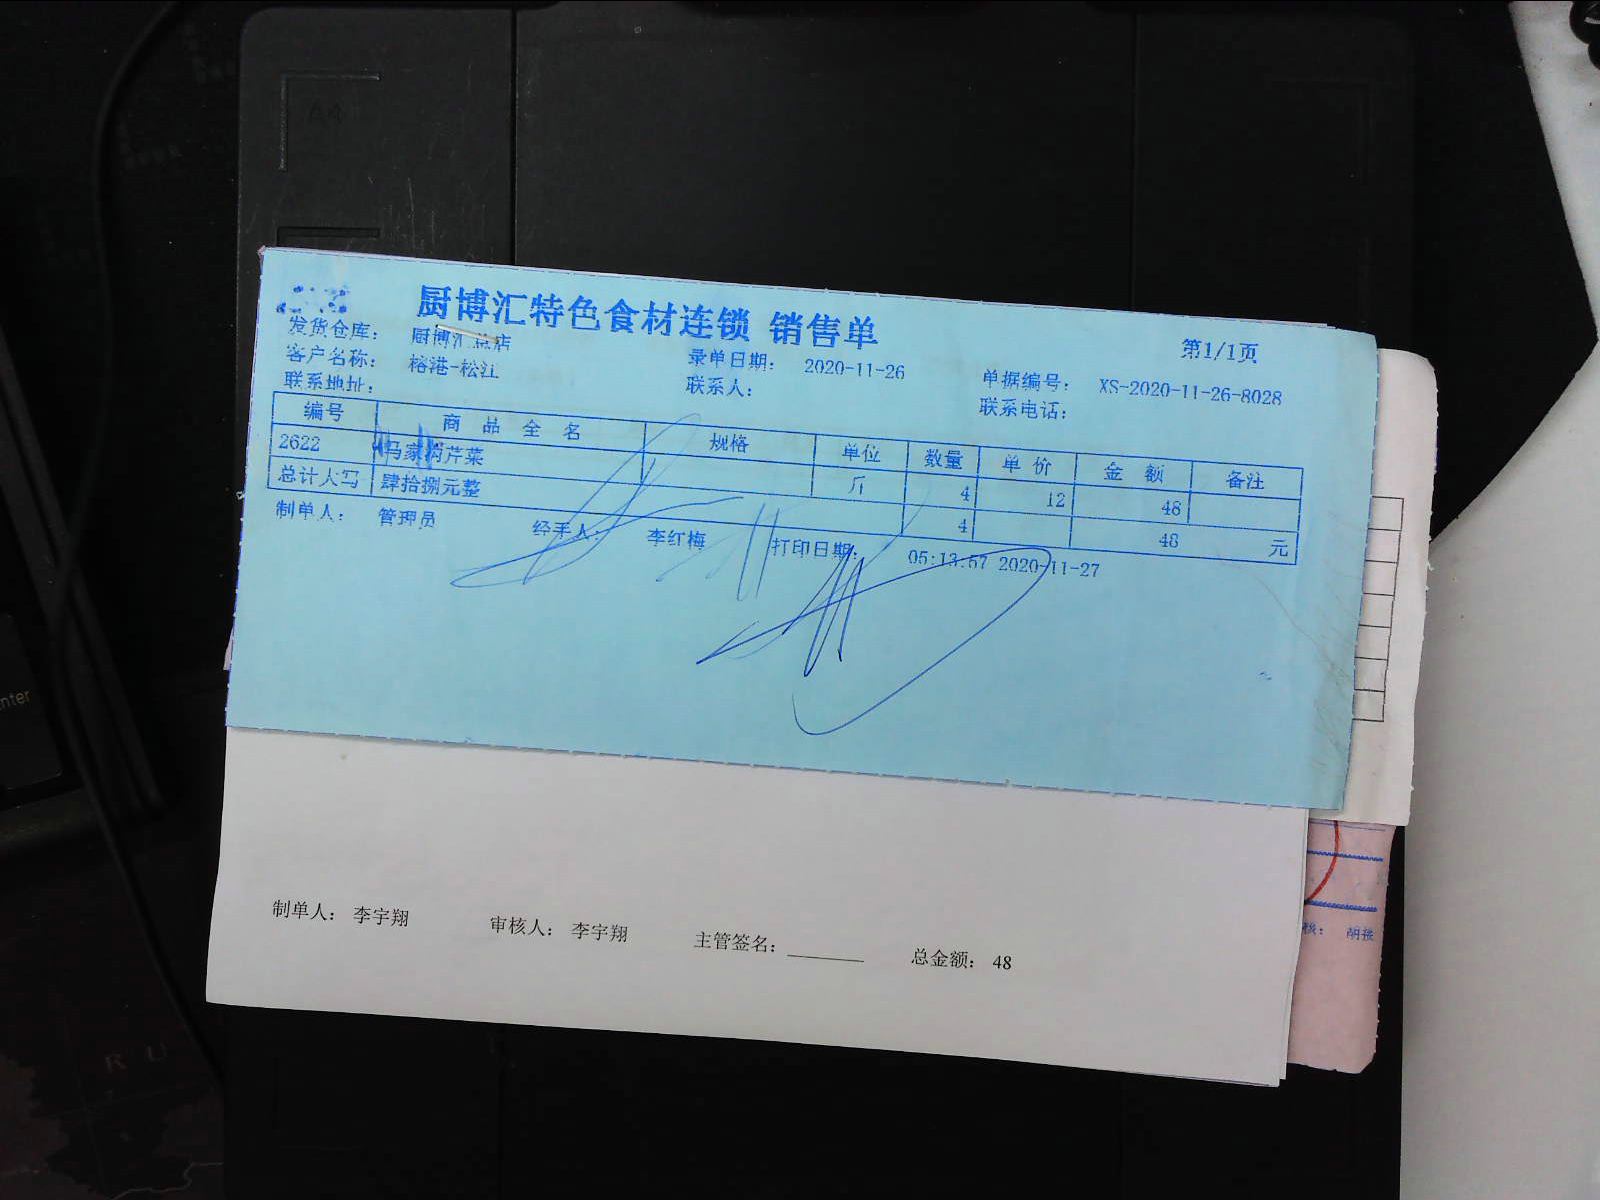 厨博汇特色食材连锁 销售单
第1/1页
发货仓库： 厨博汇总店
客户名称： 榕港-松江 录单日期： 2020-11-26 单据编号： XS-2020-11-26-8028
联系地址： 联系人： 联系电话：
编号 商品全名 规格 单位 数量 单价 金额 备注
2622 马家沟芹菜 斤 4 12 48
总计大写 肆拾捌元整 4 48 元
制单人： 管理员 经手人： 李红梅 打印日期： 05:13:57 2020-11-27
制单人： 李宇翔 审核人： 李宇翔 主管签名： 总金额： 48